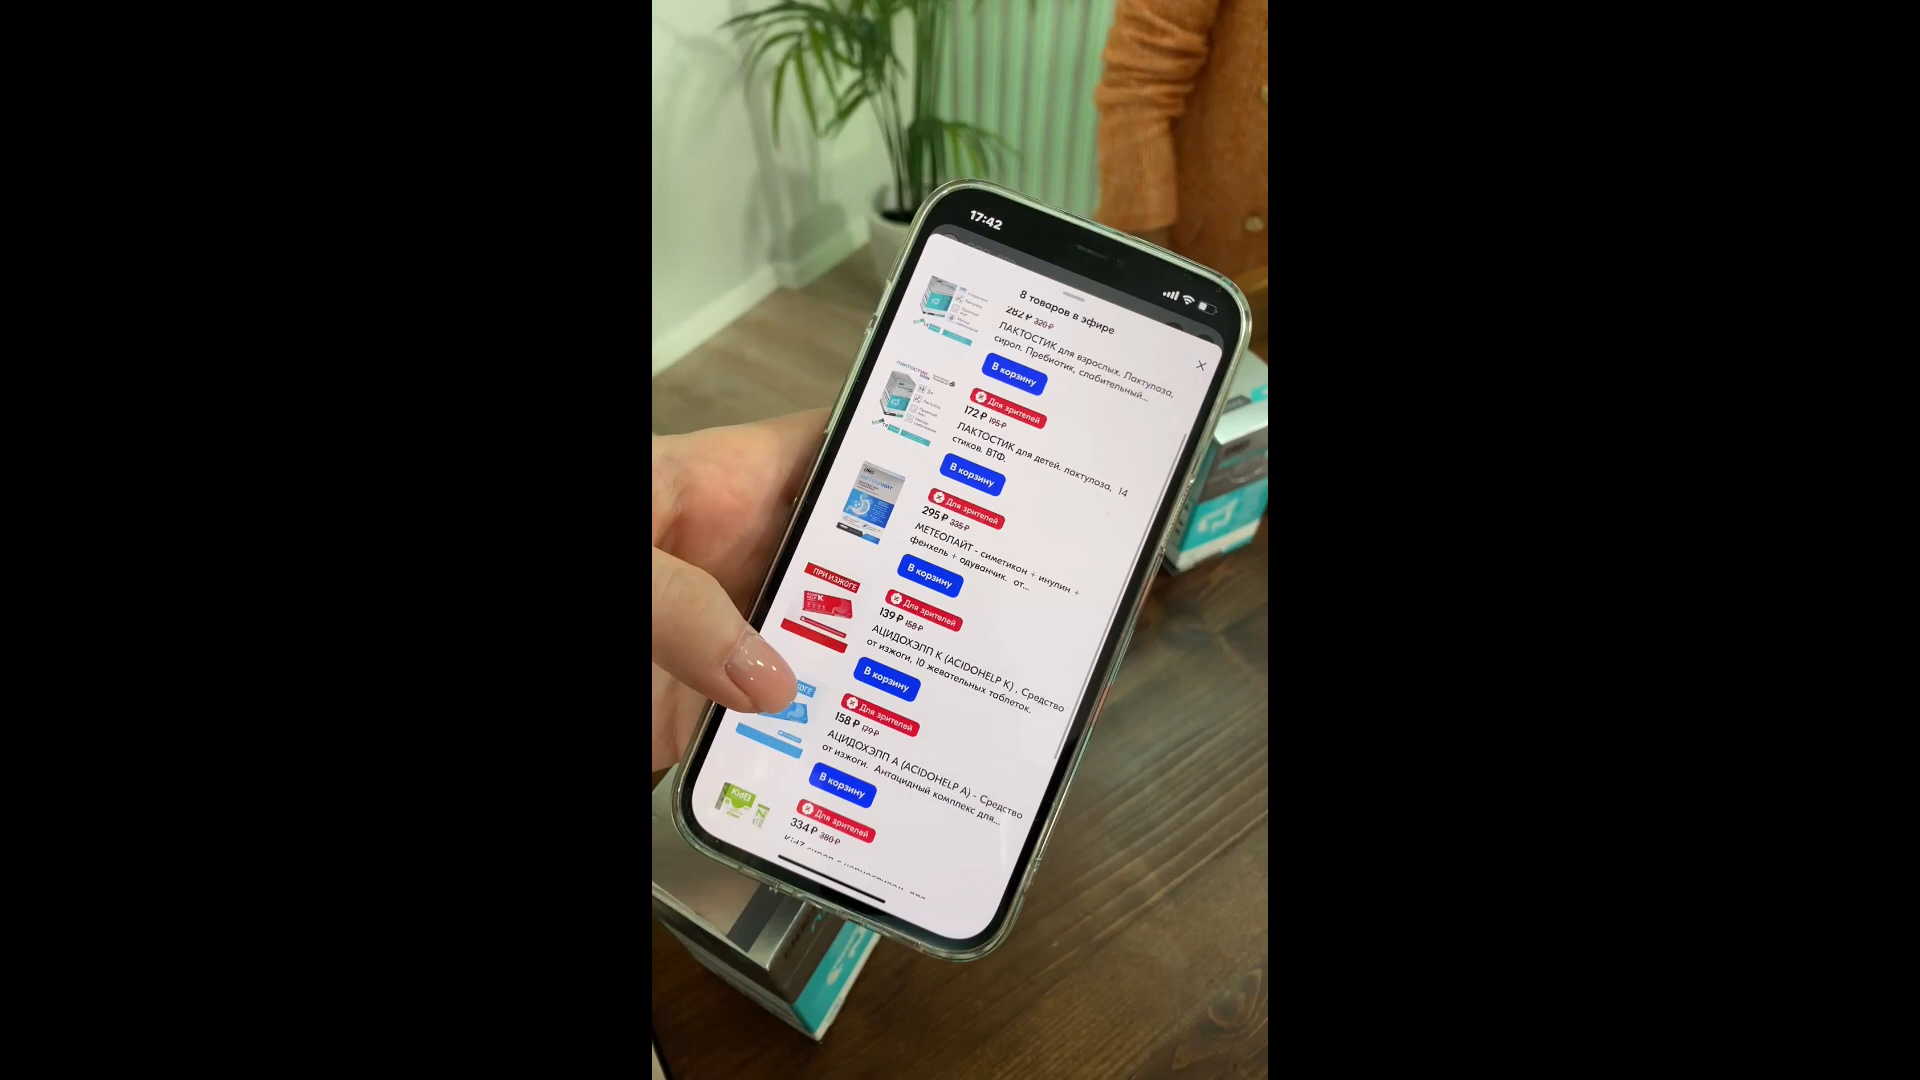 17:42
8 товаров в эфире
282 ₽ 320 ₽
ЛАКТОСТИК для взрослых. Лактулоза,
сироп. Пребиотик, слабительный...
В корзину
Для зрителей
172 ₽ 195 ₽
ЛАКТОСТИК для детей. лактулоза, 14
стиков. ВТФ.
В корзину
Для зрителей
295 ₽ 335 ₽
МЕТЕОЛАЙТ - симетикон + инулин +
фенхель + одуванчик. от...
В корзину
ПРИ ИЗЖОГЕ
K
Для зрителей
139 ₽ 158 ₽
АЦИДОХЭЛП К (ACIDOHELP K) , Средство
от изжоги, 10 жевательных таблеток.
В корзину
Для зрителей
158 ₽ 179 ₽
АЦИДОХЭЛП А (ACIDOHELP A) - Средство
от изжоги. Антацидный комплекс для...
В корзину
KidZ
Для зрителей
334 ₽ 380 ₽